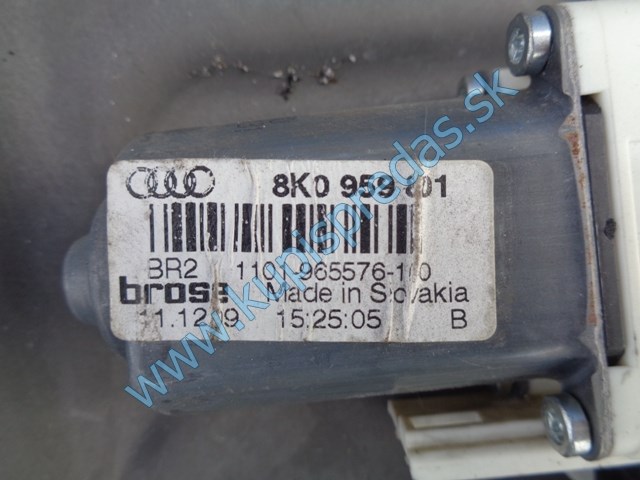 8K0 959 801
BR2 1101-965576-100
brose Made in Slovakia
11.12.09 15:25:05 B
www.kupispredas.sk